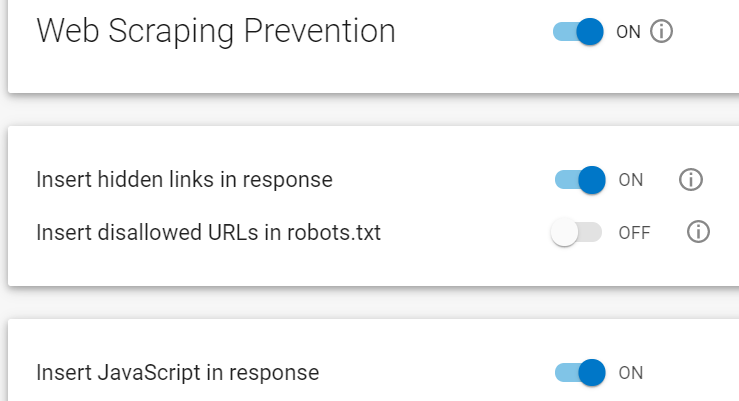 Web Scraping Prevention ON
Insert hidden links in response ON
Insert disallowed URLs in robots.txt OFF
Insert JavaScript in response ON